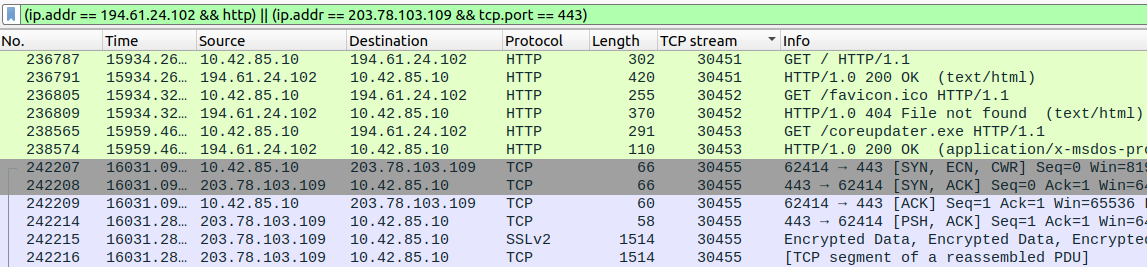 (ip.addr == 194.61.24.102 && http) || (ip.addr == 203.78.103.109 && tcp.port == 443)
No. Time Source Destination Protocol Length TCP stream Info
236787 15934.26… 10.42.85.10 194.61.24.102 HTTP 302 30451 GET / HTTP/1.1
236791 15934.26… 194.61.24.102 10.42.85.10 HTTP 420 30451 HTTP/1.0 200 OK (text/html)
236805 15934.32… 10.42.85.10 194.61.24.102 HTTP 255 30452 GET /favicon.ico HTTP/1.1
236809 15934.32… 194.61.24.102 10.42.85.10 HTTP 370 30452 HTTP/1.0 404 File not found (text/html)
238565 15959.46… 10.42.85.10 194.61.24.102 HTTP 291 30453 GET /coreupdater.exe HTTP/1.1
238574 15959.46… 194.61.24.102 10.42.85.10 HTTP 110 30453 HTTP/1.0 200 OK (application/x-msdos-pro
242207 16031.09… 10.42.85.10 203.78.103.109 TCP 66 30455 62414 → 443 [SYN, ECN, CWR] Seq=0 Win=819
242208 16031.09… 203.78.103.109 10.42.85.10 TCP 66 30455 443 → 62414 [SYN, ACK] Seq=0 Ack=1 Win=64
242209 16031.09… 10.42.85.10 203.78.103.109 TCP 60 30455 62414 → 443 [ACK] Seq=1 Ack=1 Win=65536
242214 16031.28… 203.78.103.109 10.42.85.10 TCP 58 30455 443 → 62414 [PSH, ACK] Seq=1 Ack=1 Win=64
242215 16031.28… 203.78.103.109 10.42.85.10 SSLv2 1514 30455 Encrypted Data, Encrypted Data, Encrypted
242216 16031.28… 203.78.103.109 10.42.85.10 TCP 1514 30455 [TCP segment of a reassembled PDU]